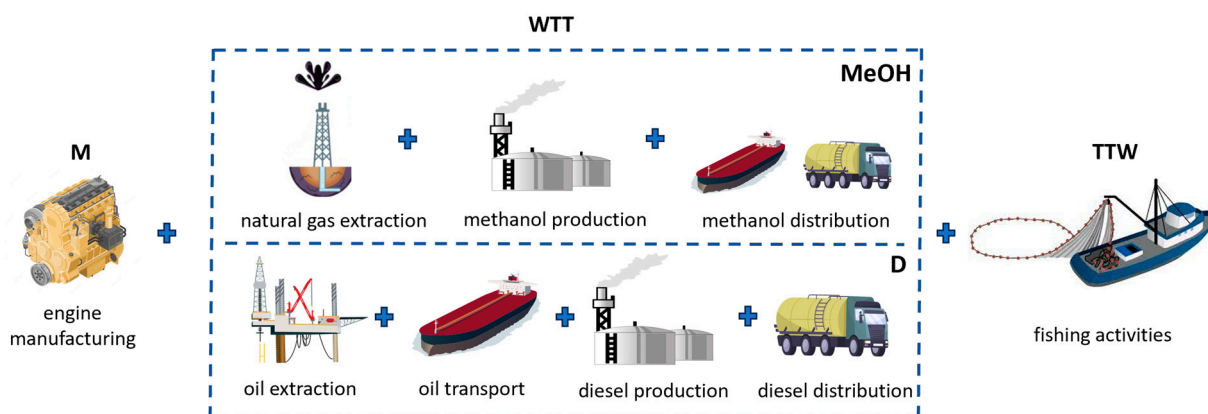 WTT
MeOH
M
TTW
natural gas extraction
methanol production
methanol distribution
D
engine
manufacturing
fishing activities
oil extraction
oil transport
diesel production
diesel distribution